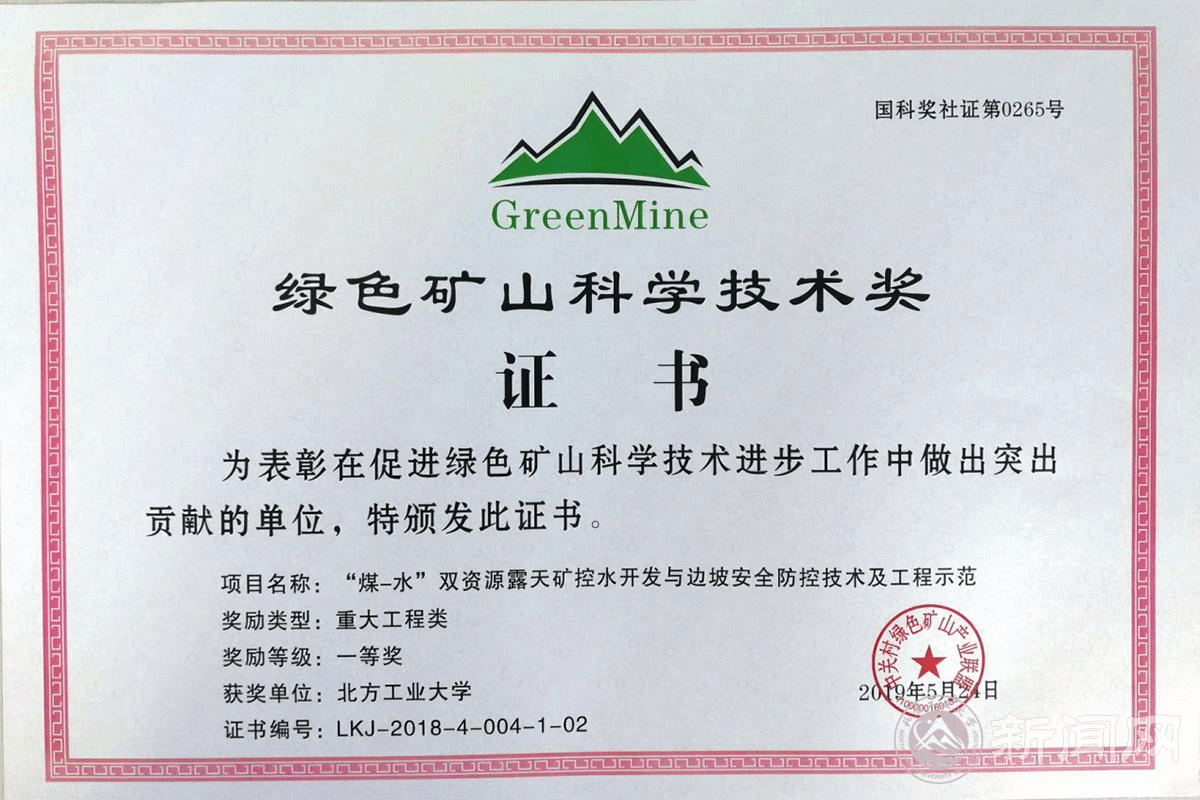 国科奖社证第0265号
GreenMine
绿色矿山科学技术奖
证 书
为表彰在促进绿色矿山科学技术进步工作中做出突出
贡献的单位，特颁发此证书。
项目名称：“煤-水”双资源露天矿控水开发与边坡安全防控技术及工程示范
奖励类型：重大工程类
奖励等级：一等奖
获奖单位：北方工业大学
证书编号：LKJ-2018-4-004-1-02
中关村绿色矿山产业联盟
2019年5月24日
新闻网